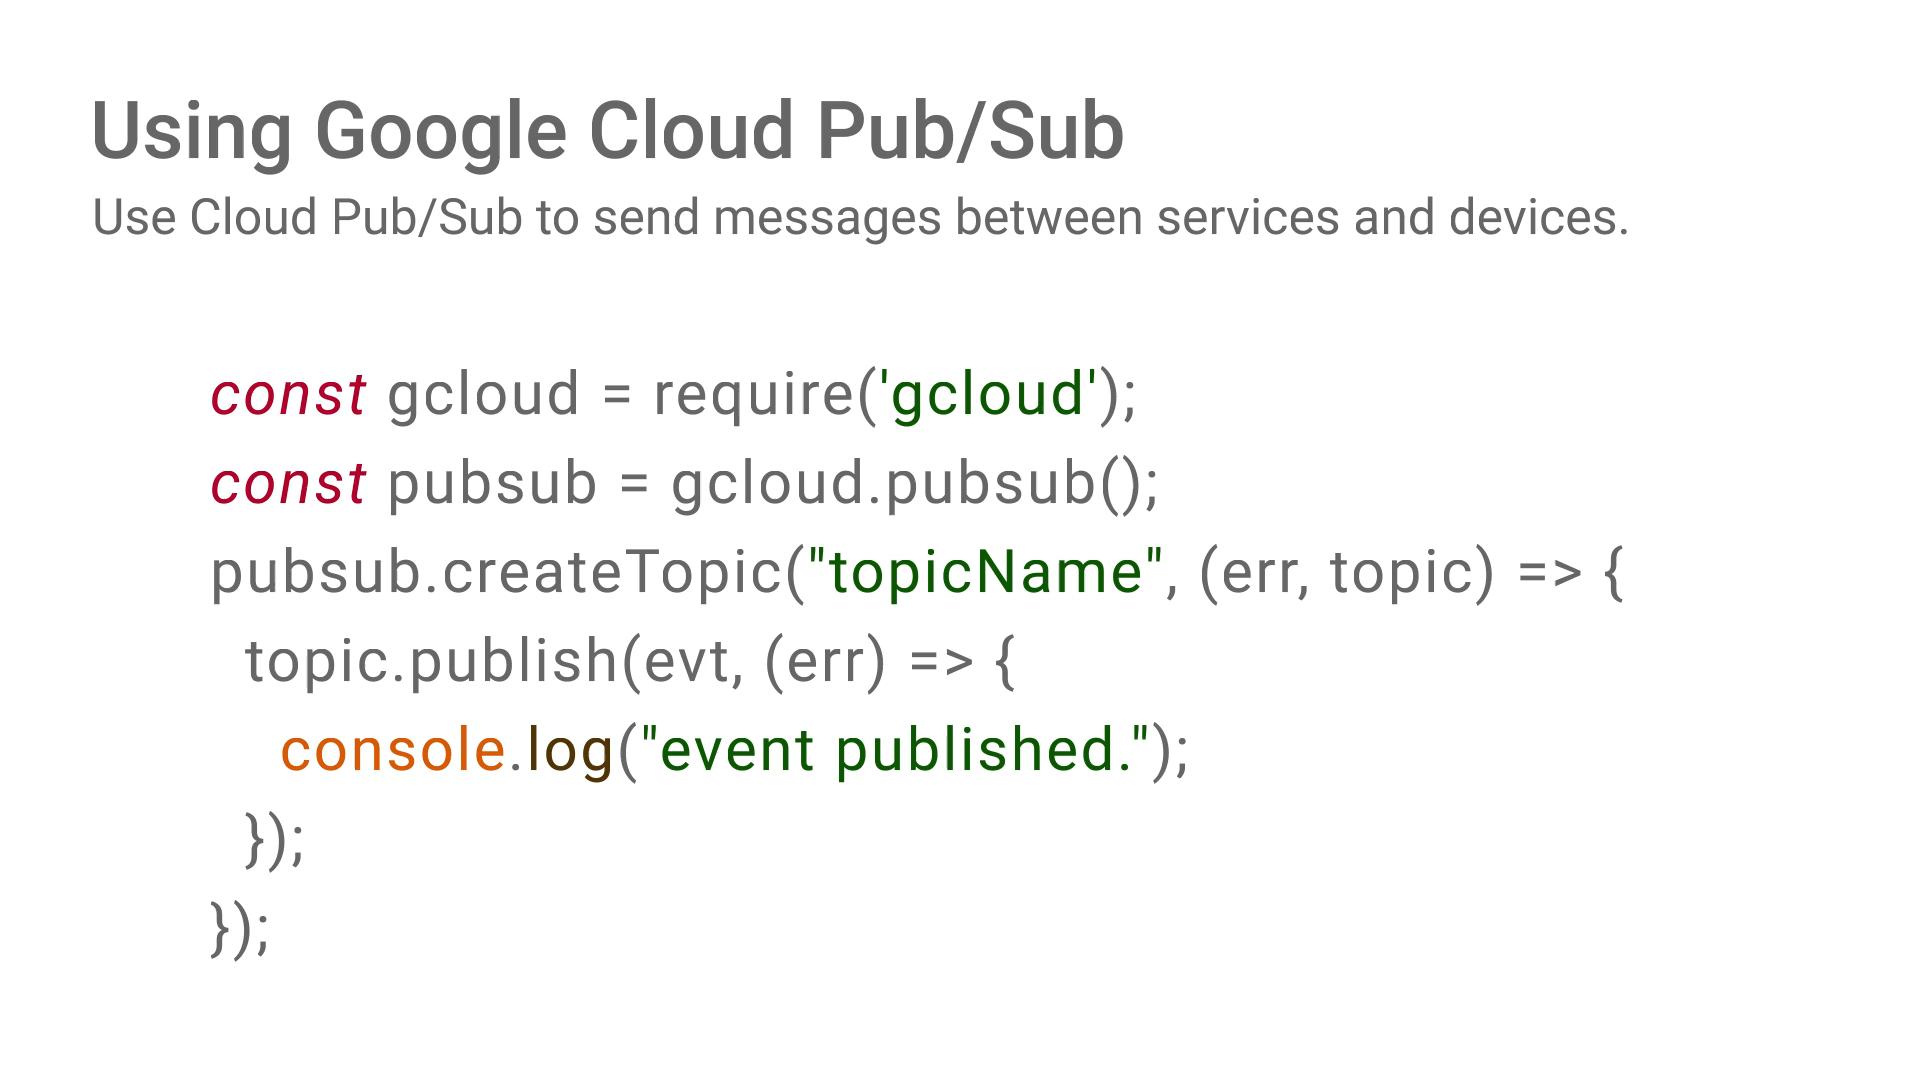 Using Google Cloud Pub/Sub
Use Cloud Pub/Sub to send messages between services and devices.
const gcloud = require('gcloud');
const pubsub = gcloud.pubsub();
pubsub.createTopic("topicName", (err, topic) => {
  topic.publish(evt, (err) => {
    console.log("event published.");
  });
});